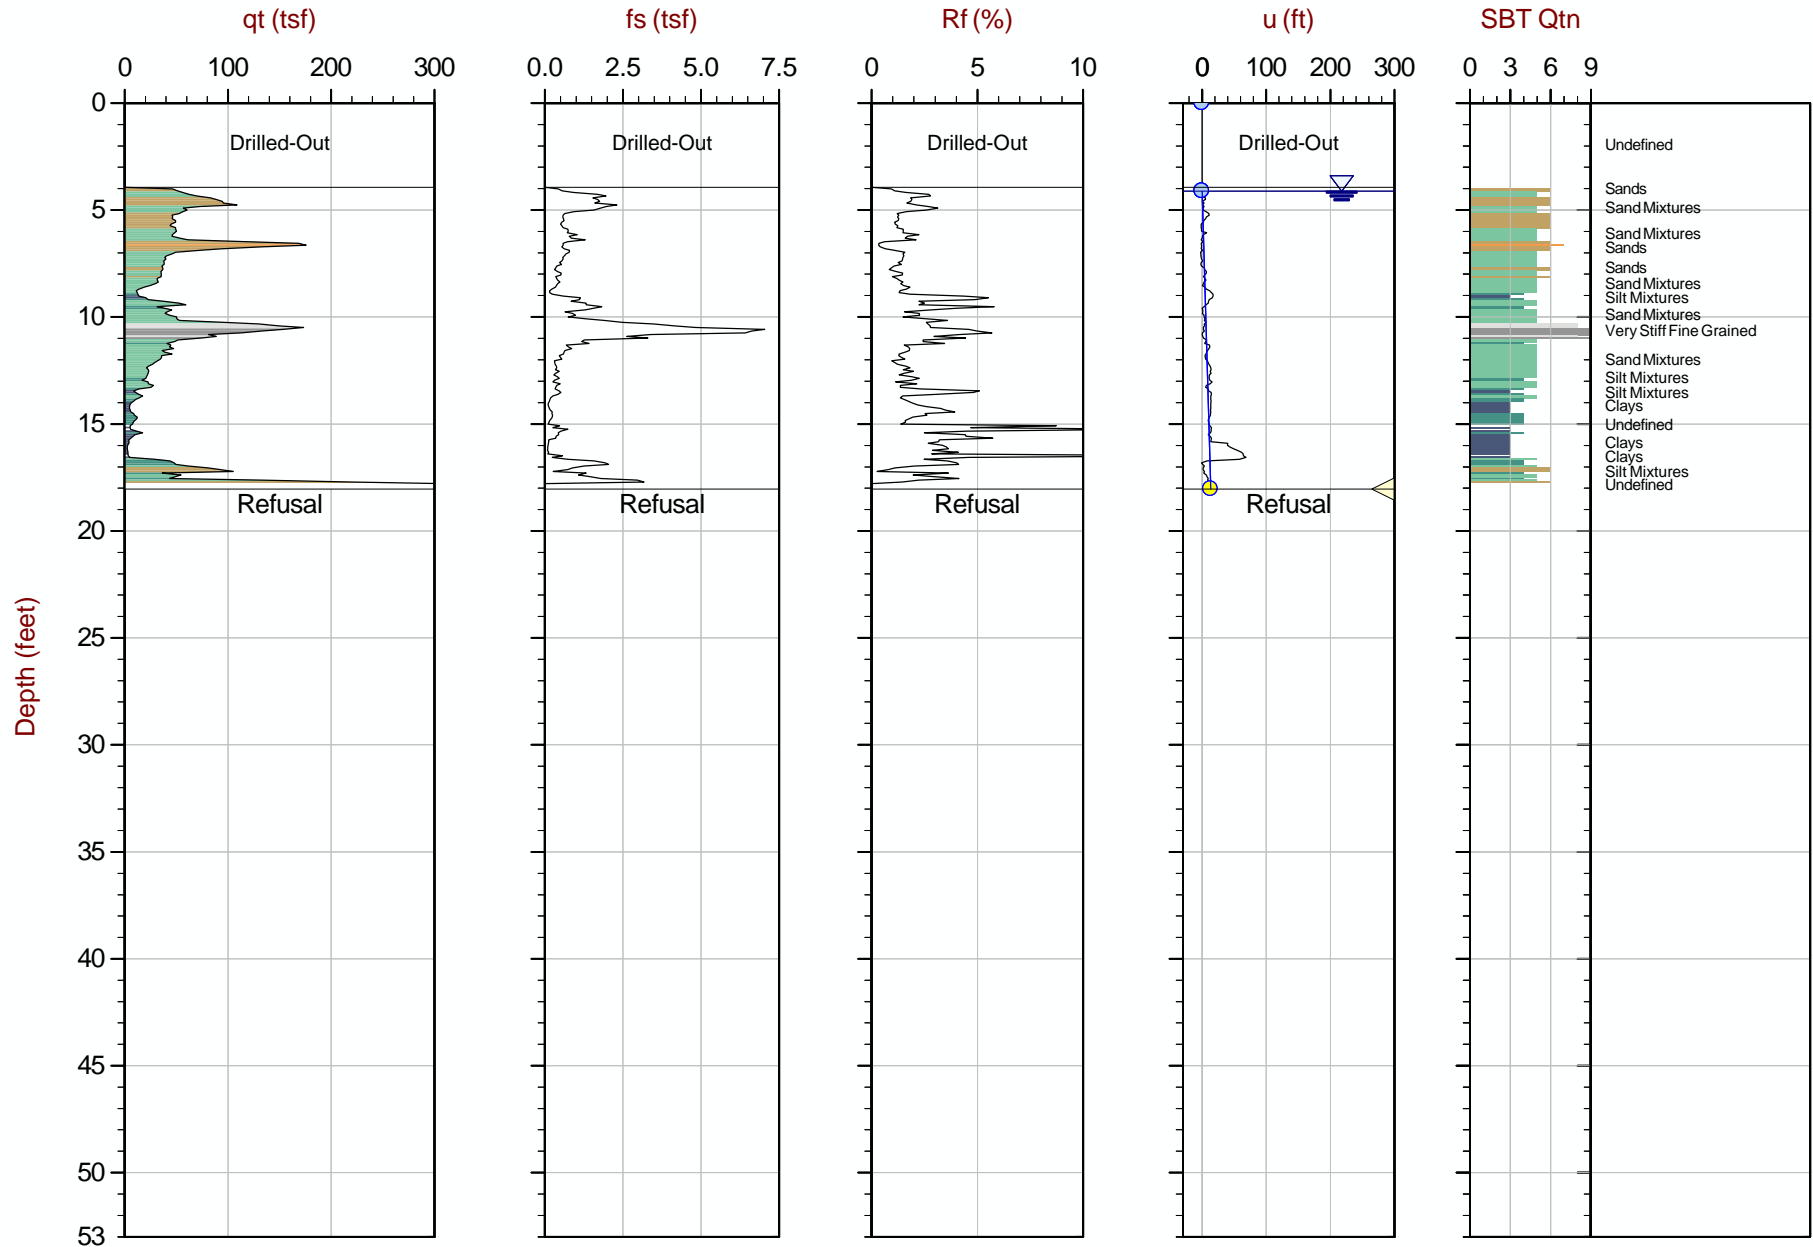 qt (tsf) fs (tsf) Rf (%) u (ft) SBT Qtn
0 100 200 300 0.0 2.5 5.0 7.5 0 5 10 0 100 200 300 0 3 6 9
0
Drilled-Out Drilled-Out Drilled-Out Drilled-Out Undefined
Sands
5 Sand Mixtures
Sand Mixtures
Sands
Sands
Sand Mixtures
Silt Mixtures
10 Sand Mixtures
Very Stiff Fine Grained
Sand Mixtures
Silt Mixtures
Silt Mixtures
Clays
15 Undefined
Clays
Clays
Silt Mixtures
Undefined
Refusal Refusal Refusal Refusal
20
25
Depth (feet)
30
35
40
45
50
53